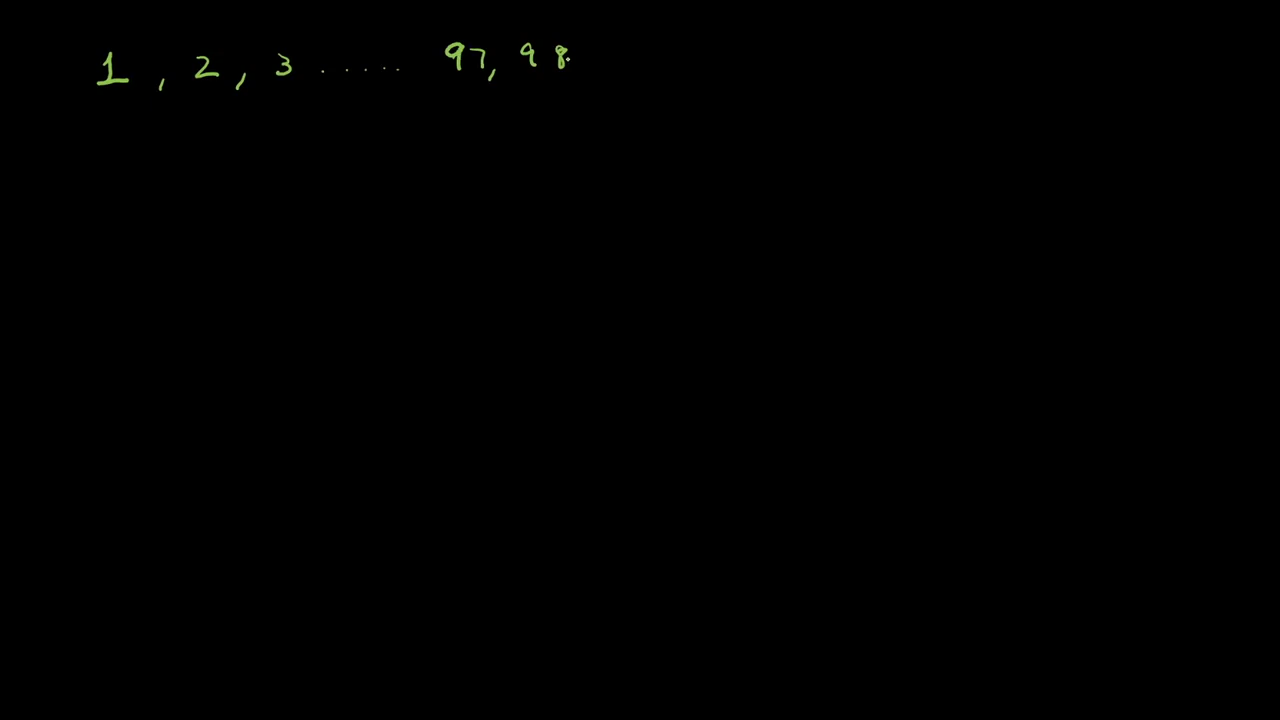 1, 2, 3 ..... 97, 98